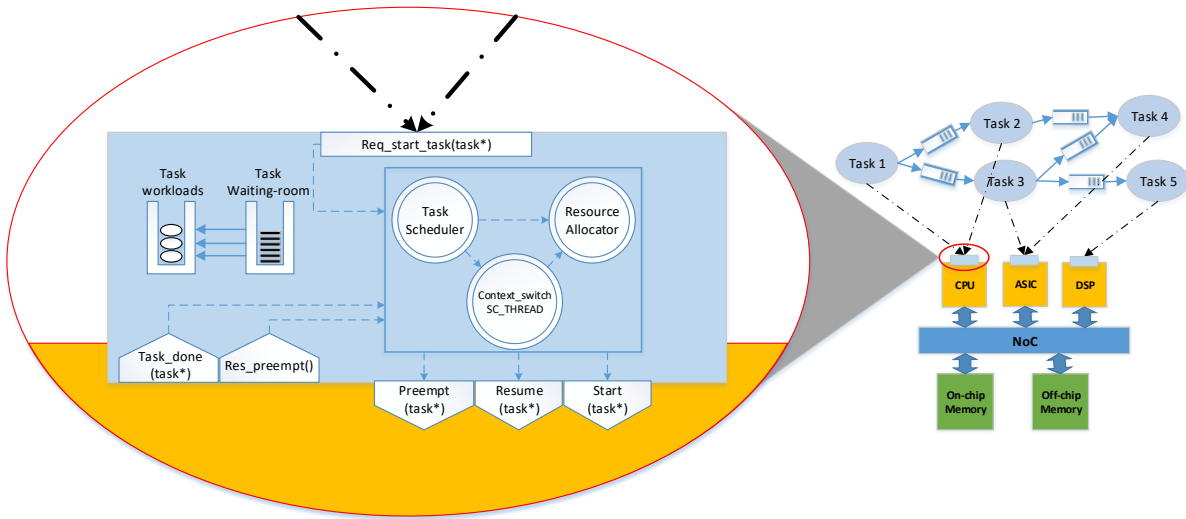 Req_start_task(task*)
Task
workloads
Task
Waiting-room
Task
Scheduler
Resource
Allocator
Context_switch
SC_THREAD
Task_done
(task*)
Res_preempt()
Preempt
(task*)
Resume
(task*)
Start
(task*)
Task 1
Task 2
Task 3
Task 4
Task 5
CPU
ASIC
DSP
NoC
On-chip
Memory
Off-chip
Memory